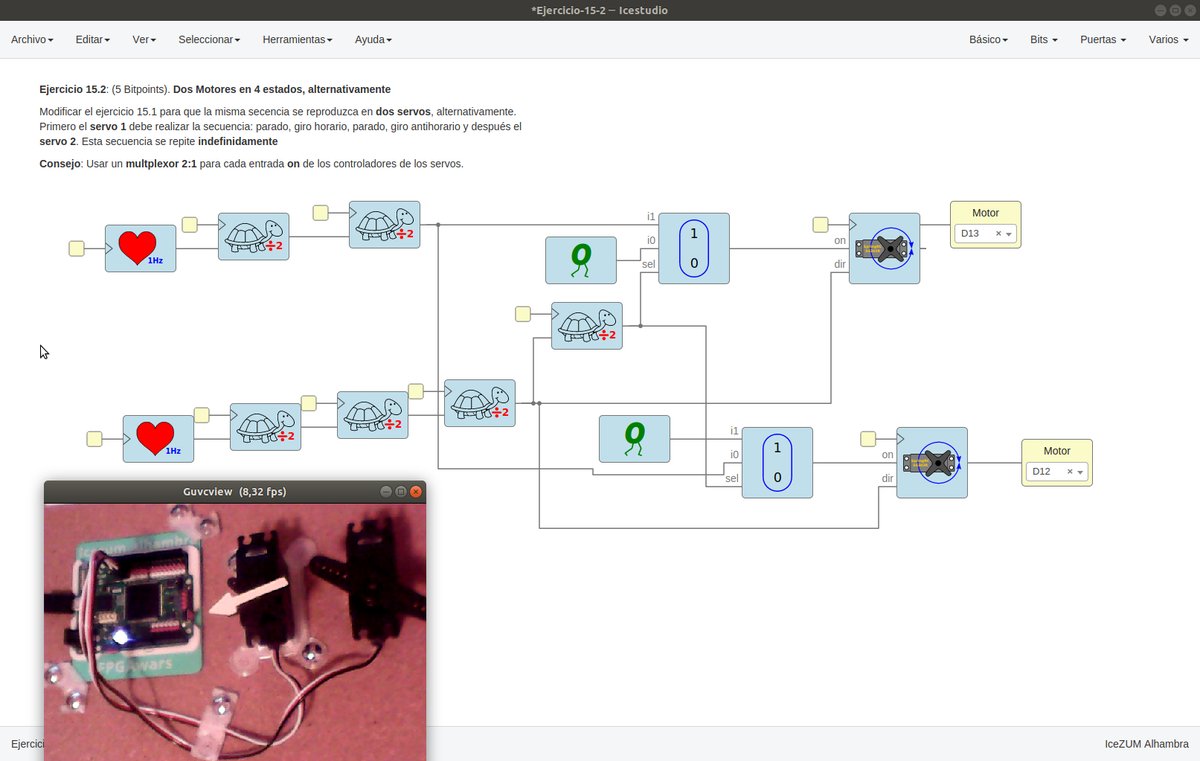 *Ejercicio-15-2 — Icestudio
Archivo Editar Ver Seleccionar Herramientas Ayuda Básico Bits Puertas Varios
Ejercicio 15.2: (5 Bitpoints). Dos Motores en 4 estados, alternativamente
Modificar el ejercicio 15.1 para que la misma secencia se reproduzca en dos servos, alternativamente.
Primero el servo 1 debe realizar la secuencia: parado, giro horario, parado, giro antihorario y después el
servo 2. Esta secuencia se repite indefinidamente
Consejo: Usar un multplexor 2:1 para cada entrada on de los controladores de los servos.
1Hz
÷2
÷2
i1
i0
sel
0
1
0
on
dir
Motor
D13
÷2
1Hz
÷2
÷2
÷2
0
i1
i0
sel
1
0
on
dir
Motor
D12
Guvcview (8,32 fps)
Icezum Alhambra
FPGAwars
Ejercici
IceZUM Alhambra